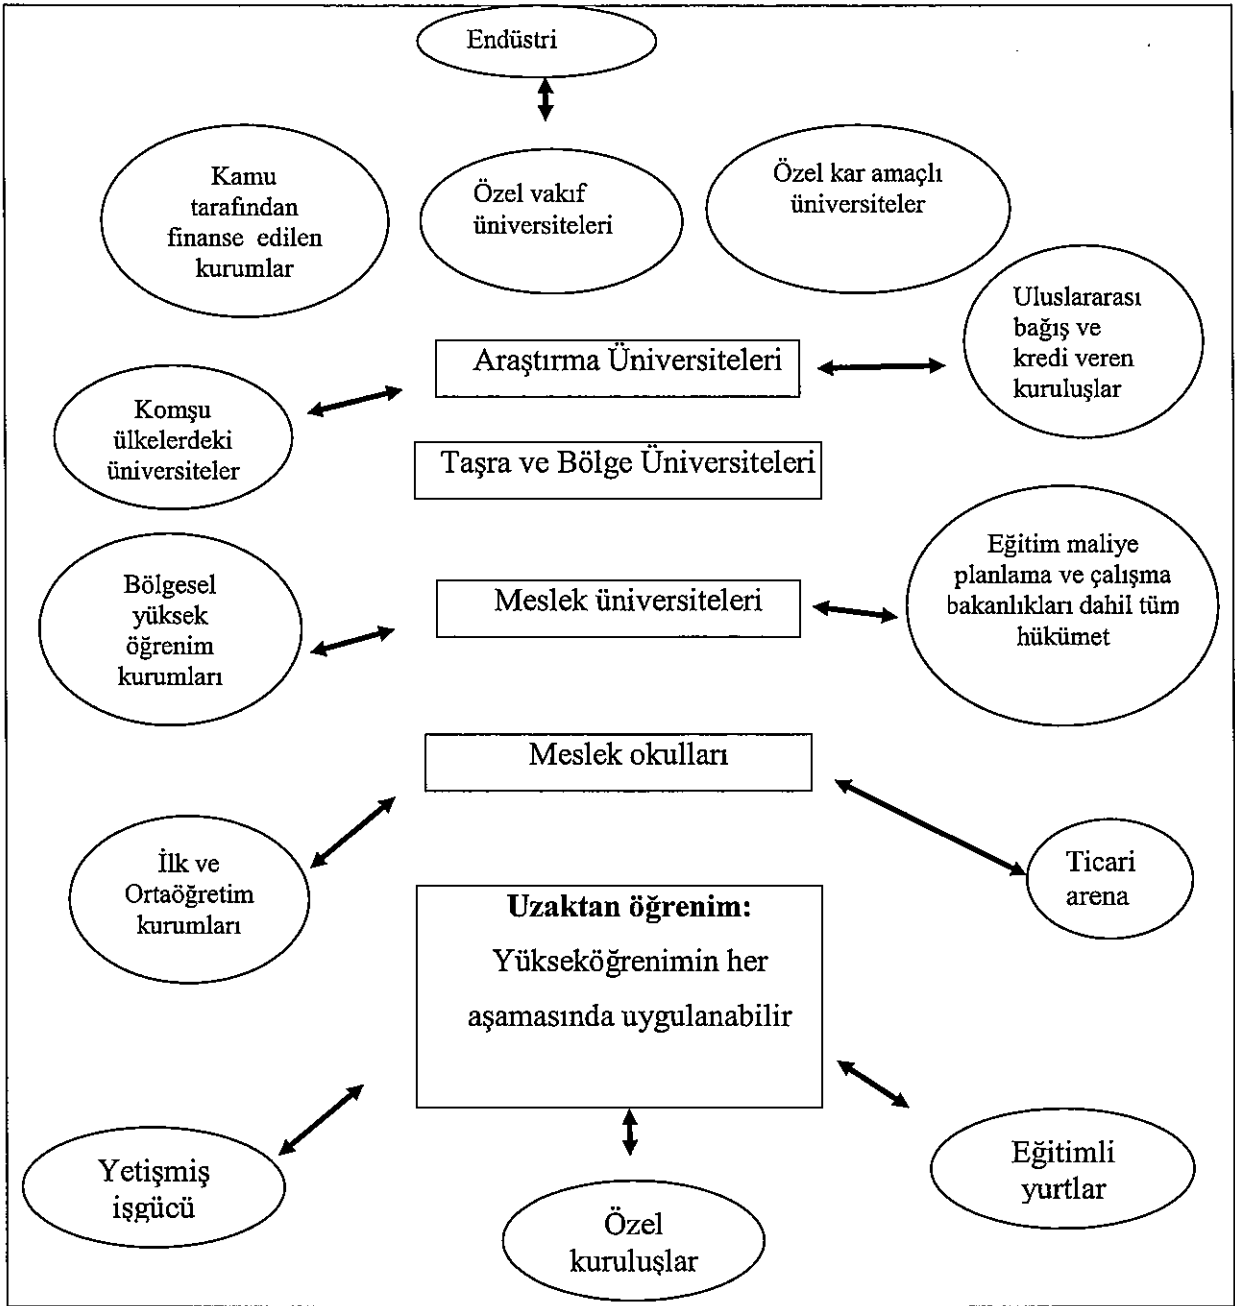 Endüstri
Kamu
tarafından
finanse edilen
kurumlar
Özel vakıf
üniversiteleri
Özel kar amaçlı
üniversiteler
Uluslararası
bağış ve
kredi veren
kuruluşlar
Araştırma Üniversiteleri
Komşu
ülkelerdeki
üniversiteler
Taşra ve Bölge Üniversiteleri
Eğitim maliye
planlama ve çalışma
bakanlıkları dahil tüm
hükümet
Bölgesel
yüksek
öğrenim
kurumları
Meslek üniversiteleri
Meslek okulları
İlk ve
Ortaöğretim
kurumları
Ticari
arena
Uzaktan öğrenim:
Yükseköğrenimin her
aşamasında uygulanabilir
Yetişmiş
işgücü
Özel
kuruluşlar
Eğitimli
yurtlar